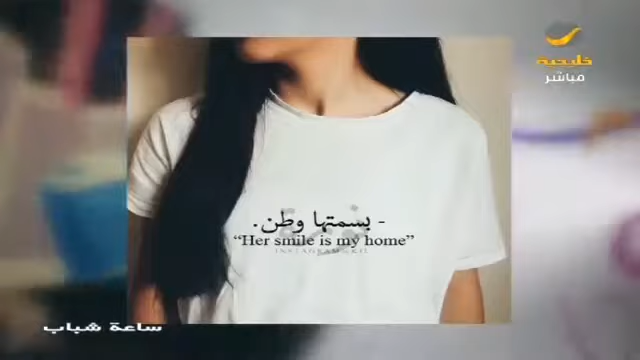 خليجية
مباشر
- بسمتها وطن.
“Her smile is my home”
ساعة شباب